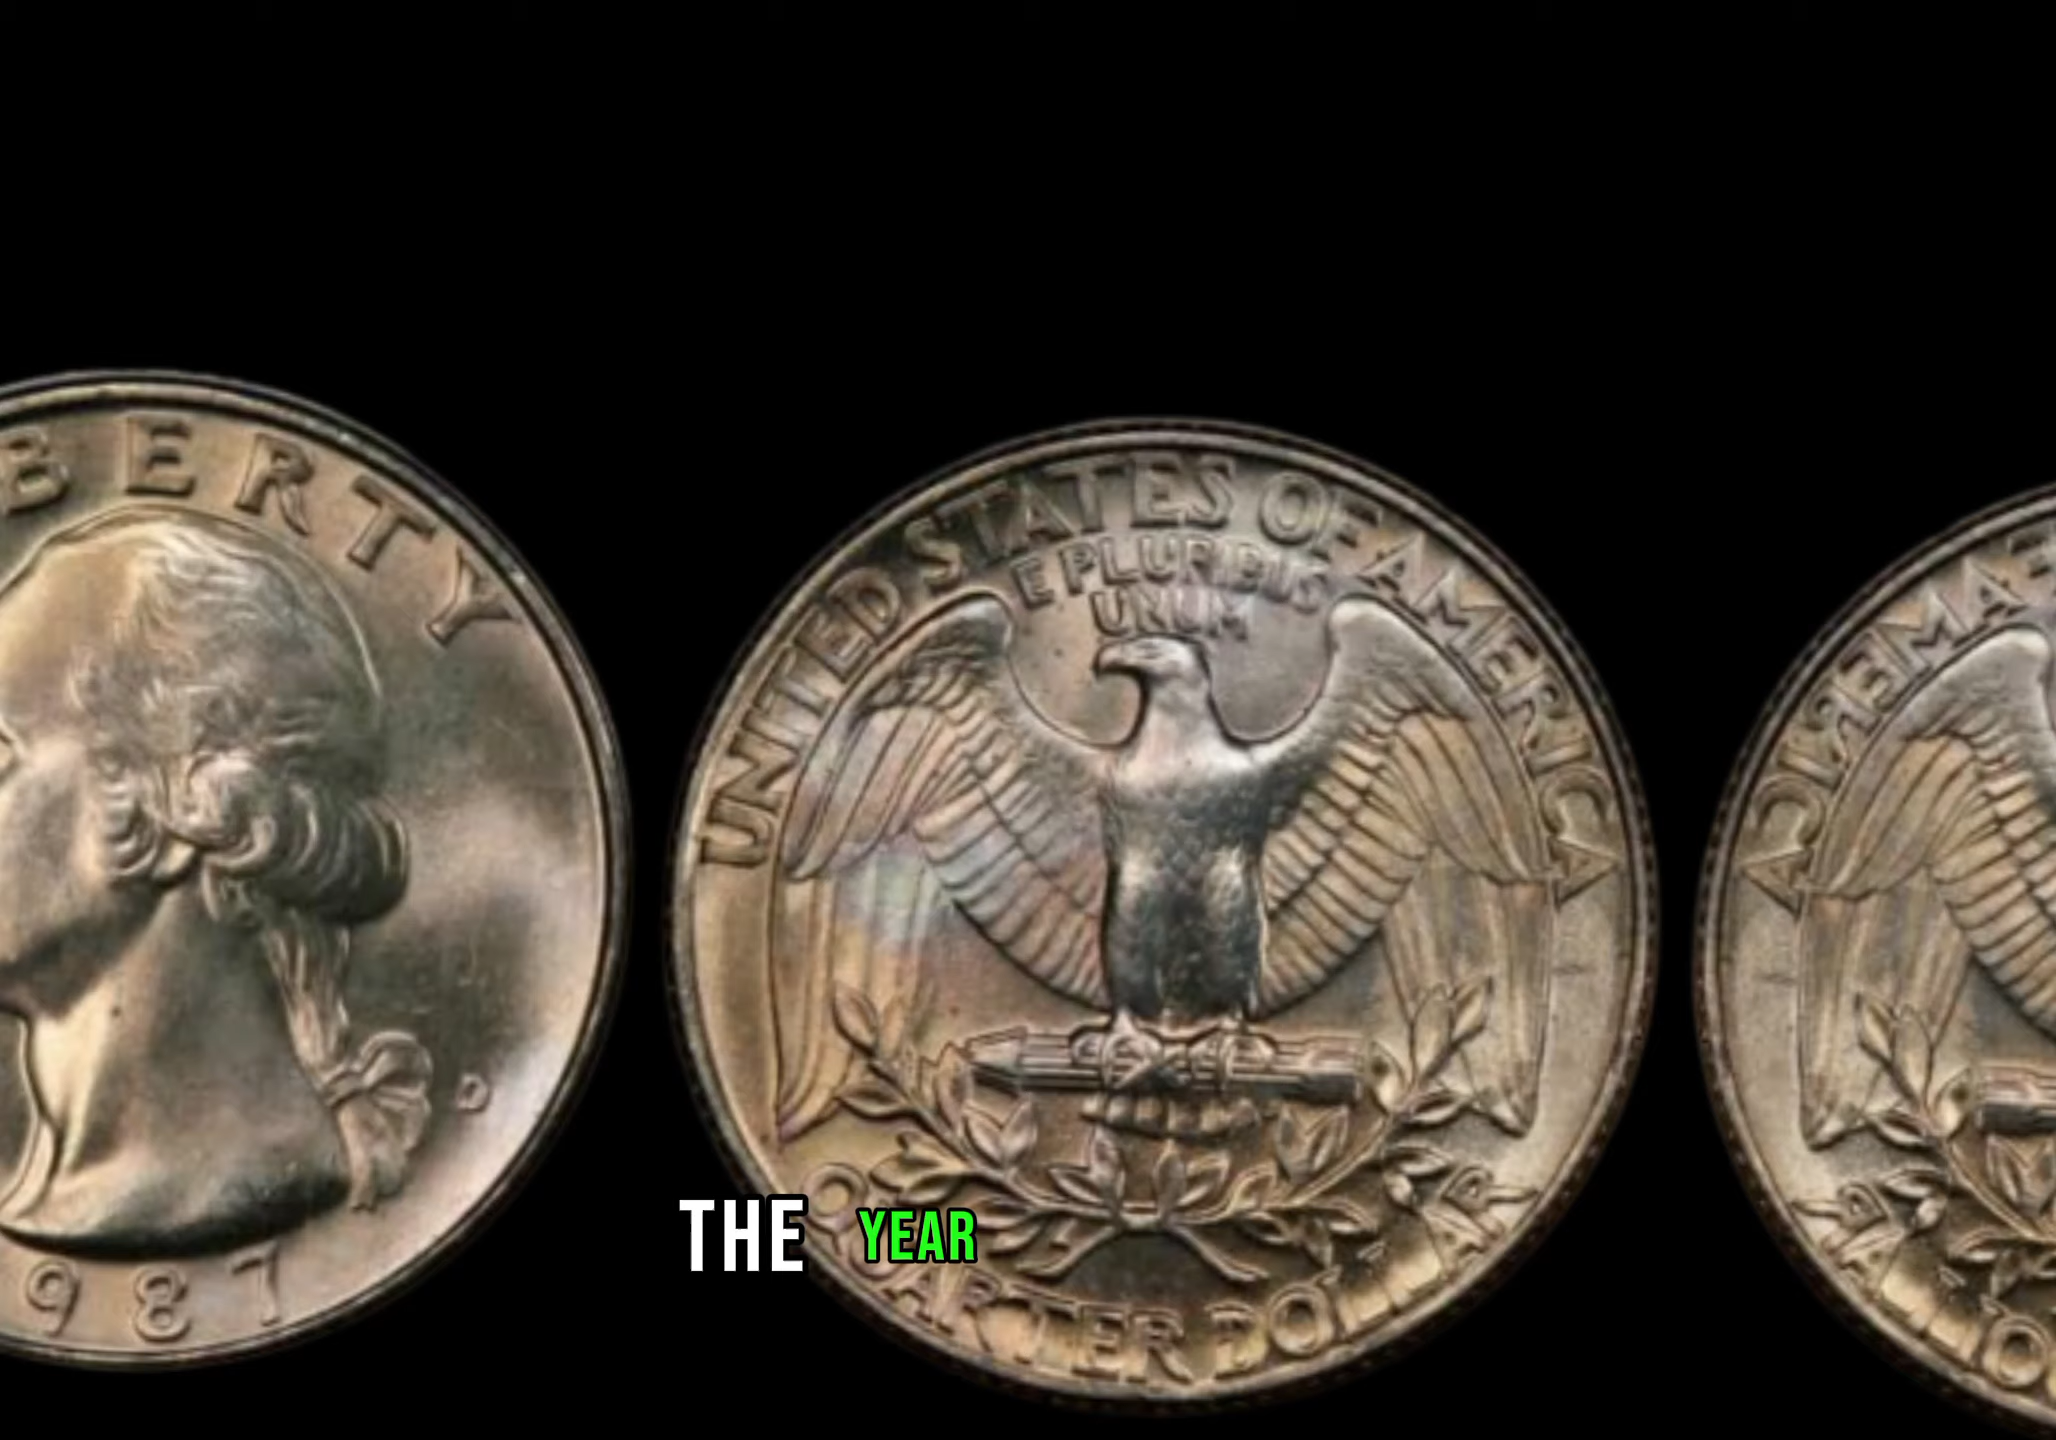 BERTY
D
987
UNITED STATES OF AMERICA
E PLURIBUS
UNUM
QUARTER DOLLAR
THE YEAR